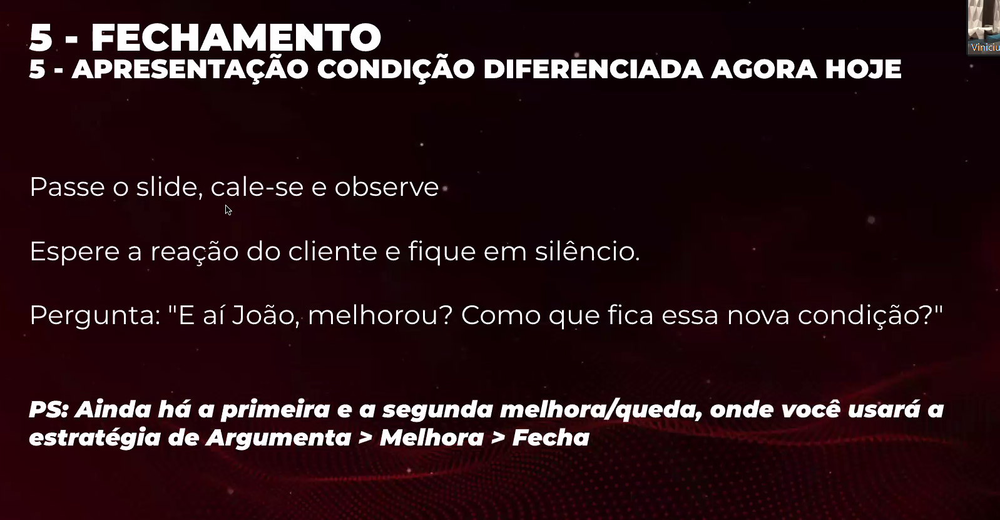 5 - FECHAMENTO
5 - APRESENTAÇÃO CONDIÇÃO DIFERENCIADA AGORA HOJE
Viniciu
Passe o slide, cale-se e observe
Espere a reação do cliente e fique em silêncio.
Pergunta: "E aí João, melhorou? Como que fica essa nova condição?"
PS: Ainda há a primeira e a segunda melhora/queda, onde você usará a
estratégia de Argumenta > Melhora > Fecha